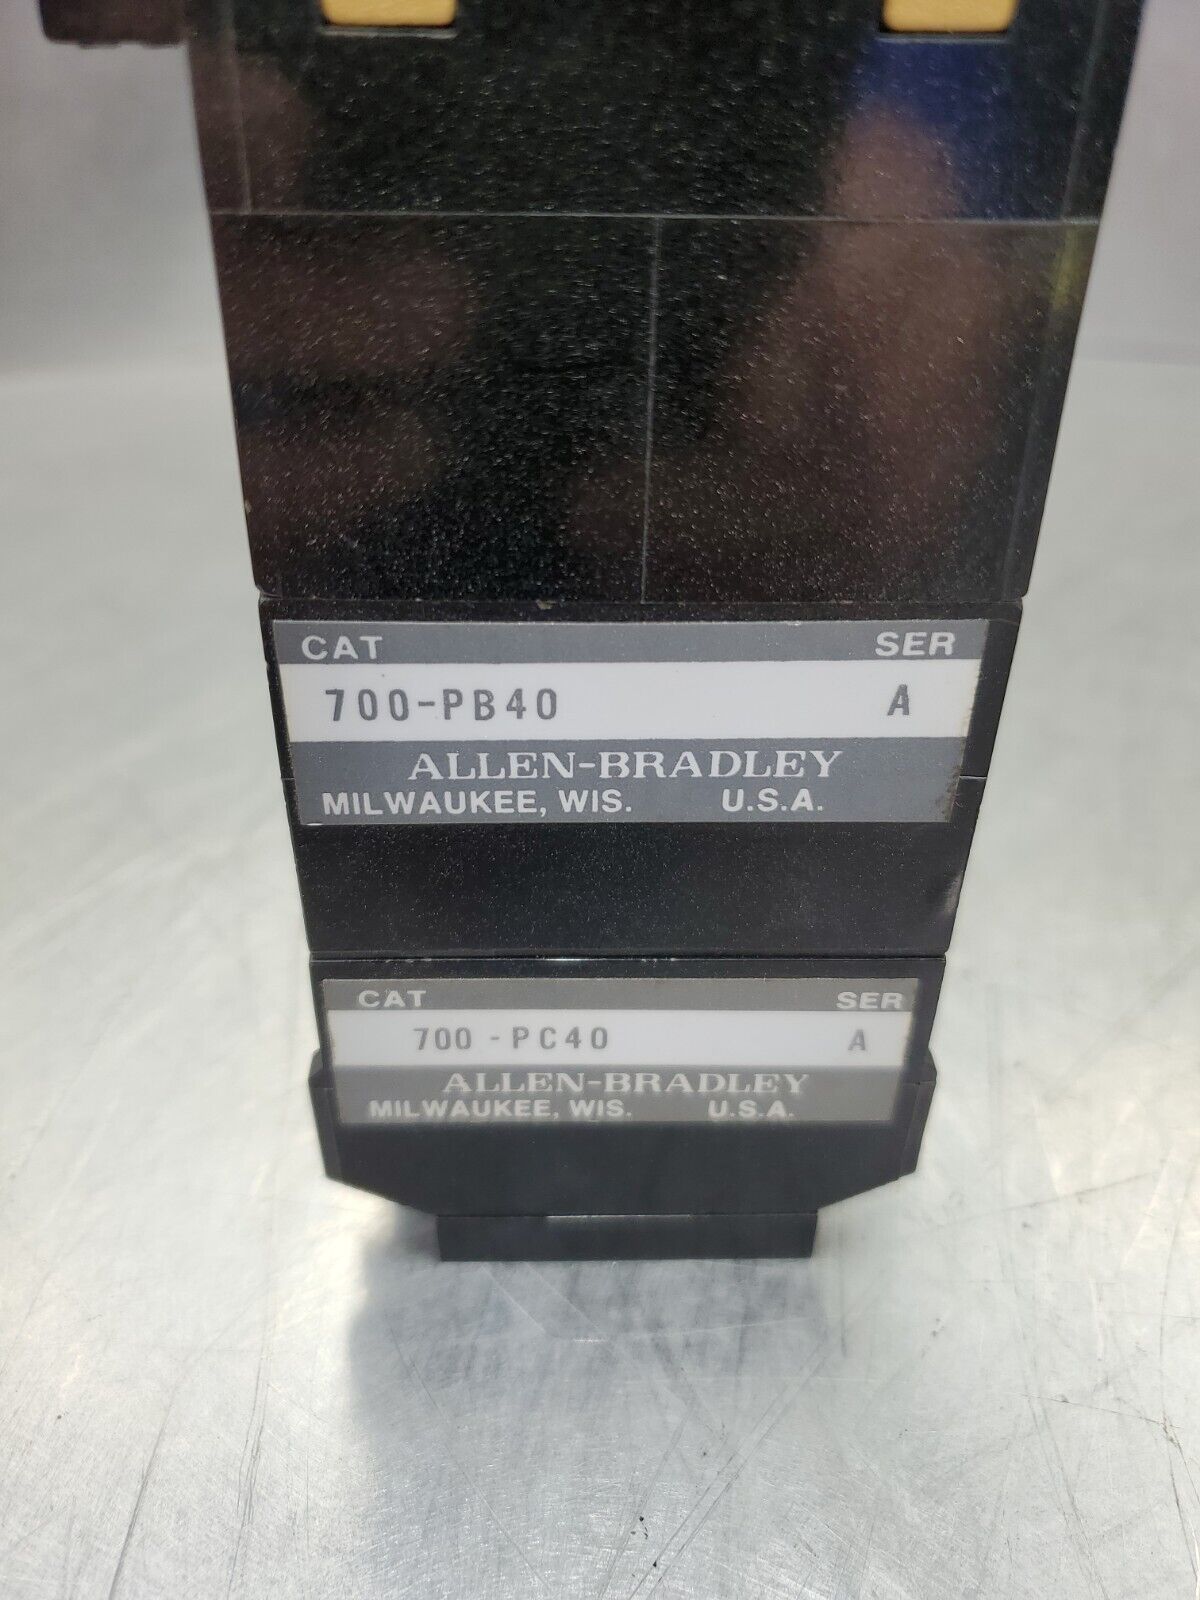 CAT SER
700-PB40 A
ALLEN-BRADLEY
MILWAUKEE, WIS. U.S.A.
CAT SER
700 - PC40 A
ALLEN-BRADLEY
MILWAUKEE, WIS. U.S.A.